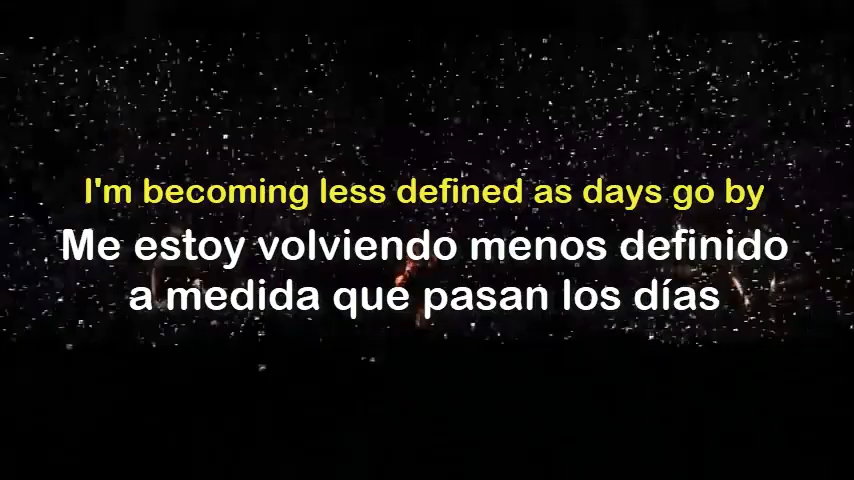 I'm becoming less defined as days go by
Me estoy volviendo menos definido
a medida que pasan los días